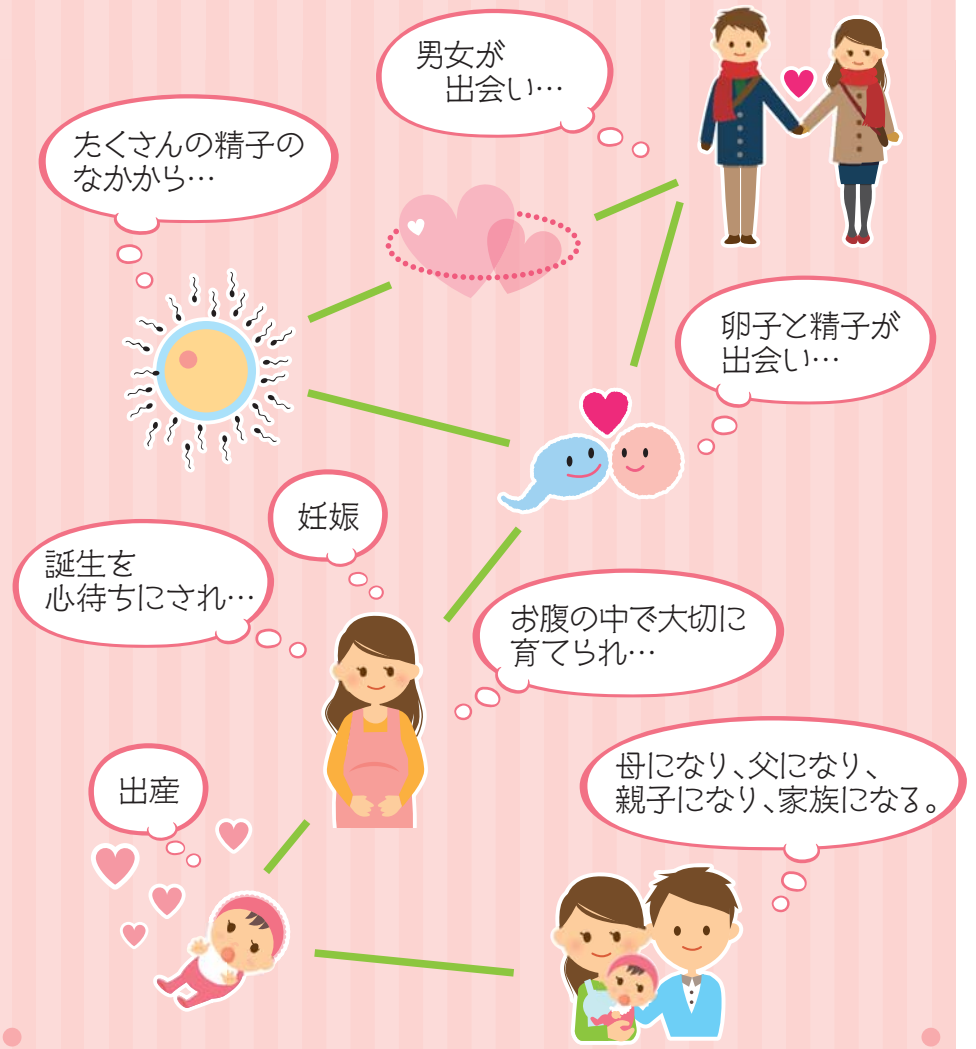 男女が
出会い…
たくさんの精子の
なかから…
卵子と精子が
出会い…
妊娠
誕生を
心待ちにされ…
お腹の中で大切に
育てられ…
出産
母になり、父になり、
親子になり、家族になる。